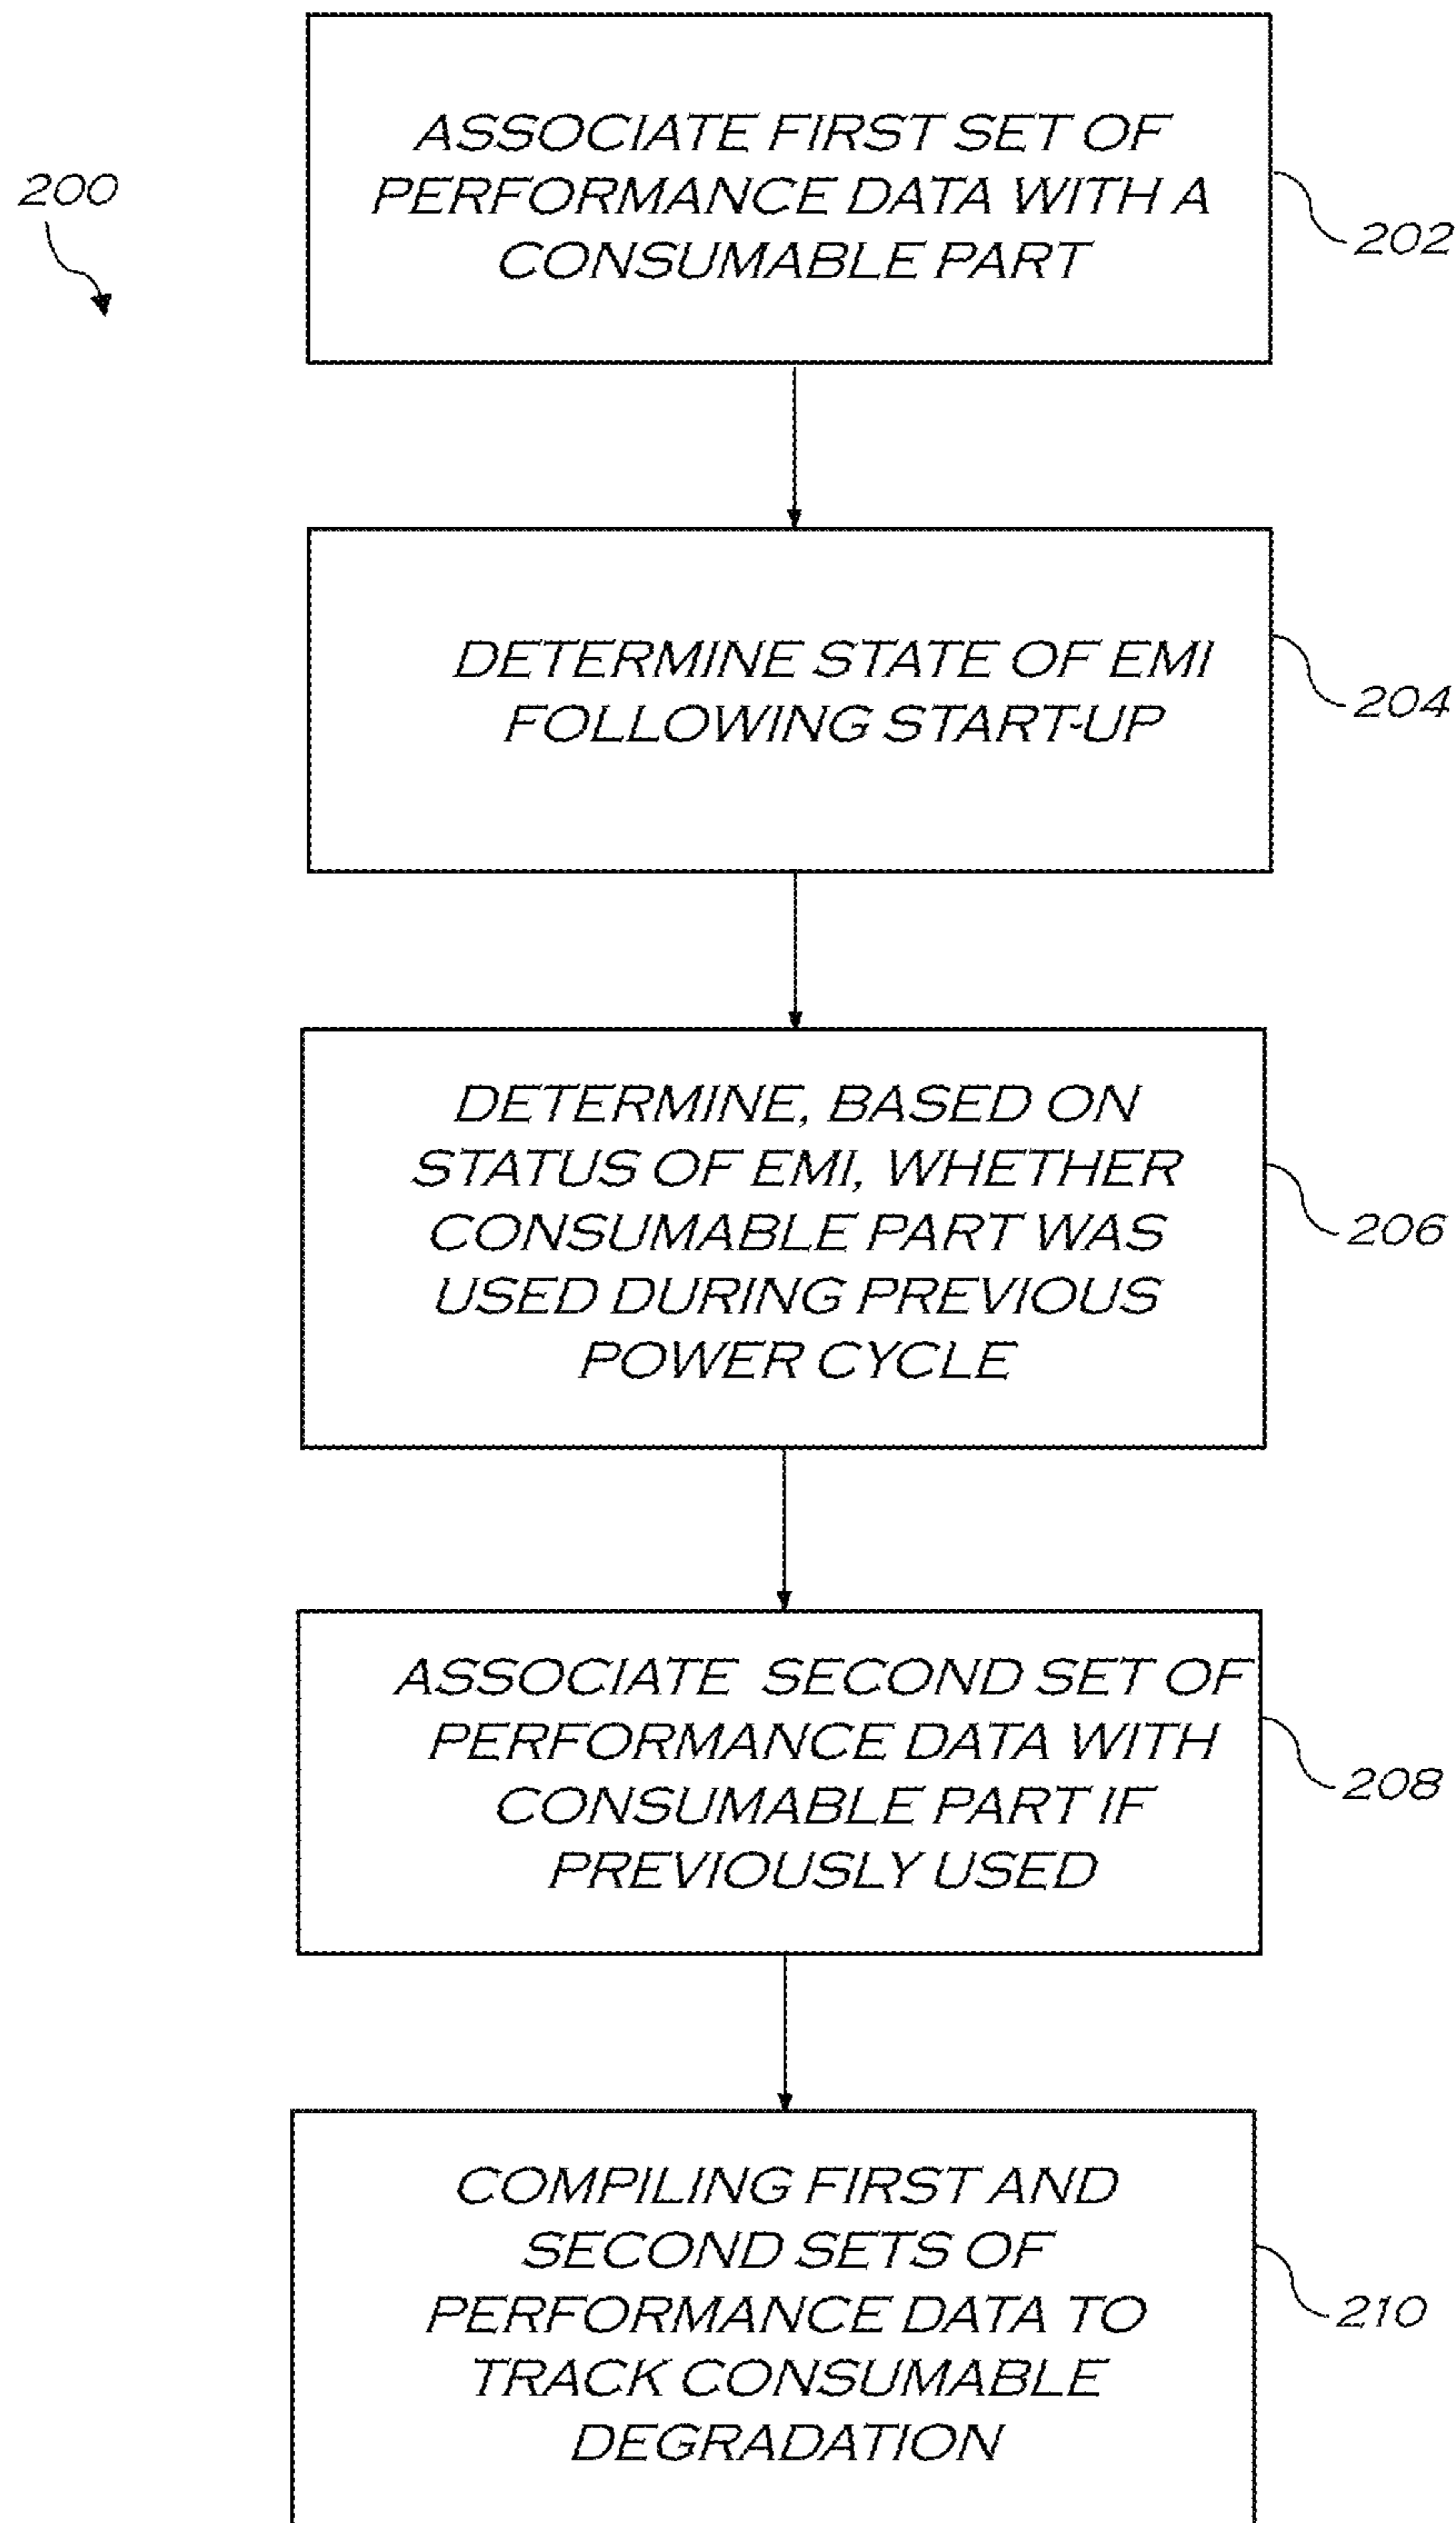 200
ASSOCIATE FIRST SET OF
PERFORMANCE DATA WITH A
CONSUMABLE PART
202
DETERMINE STATE OF EMI
FOLLOWING START-UP
204
DETERMINE, BASED ON
STATUS OF EMI, WHETHER
CONSUMABLE PART WAS
USED DURING PREVIOUS
POWER CYCLE
206
ASSOCIATE SECOND SET OF
PERFORMANCE DATA WITH
CONSUMABLE PART IF
PREVIOUSLY USED
208
COMPILING FIRST AND
SECOND SETS OF
PERFORMANCE DATA TO
TRACK CONSUMABLE
DEGRADATION
210